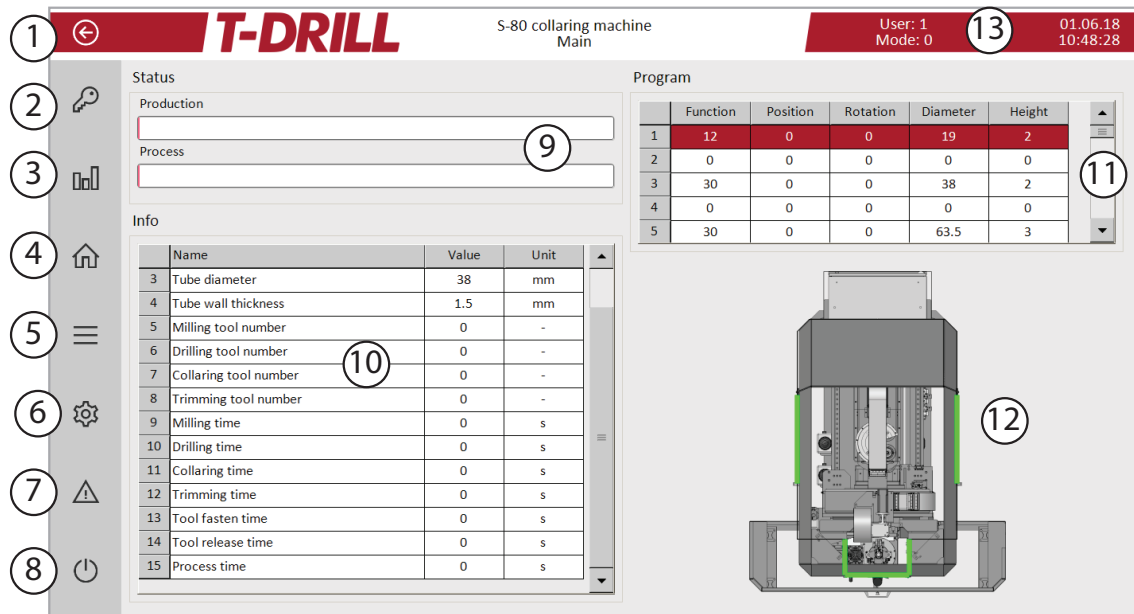 1
T-DRILL
S-80 collaring machine
Main
User: 1
Mode: 0
13
01.06.18
10:48:28
2
3
4
5
6
7
8
Status
Production
9
Process
Info
Name Value Unit
3 Tube diameter 38 mm
4 Tube wall thickness 1.5 mm
5 Milling tool number 0 -
6 Drilling tool number 0 -
10
7 Collaring tool number 0 -
8 Trimming tool number 0 -
9 Milling time 0 s
10 Drilling time 0 s
11 Collaring time 0 s
12 Trimming time 0 s
13 Tool fasten time 0 s
14 Tool release time 0 s
15 Process time 0 s
Program
Function Position Rotation Diameter Height
1 12 0 0 19 2
2 0 0 0 0 0
3 30 0 0 38 2
4 0 0 0 0 0
5 30 0 0 63.5 3
11
12